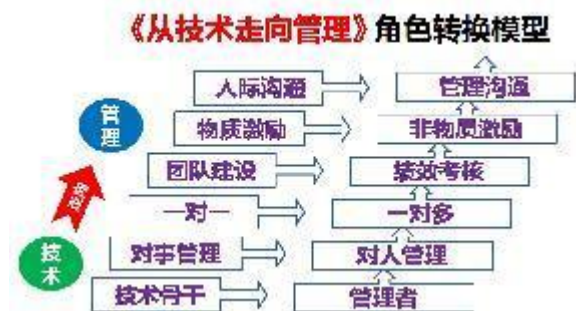 《从技术走向管理》角色转换模型
人际沟通 管理沟通
管理
物质激励 非物质激励
团队建设 绩效考核
一对一 一对多
技术
对事管理 对人管理
技术骨干 管理者